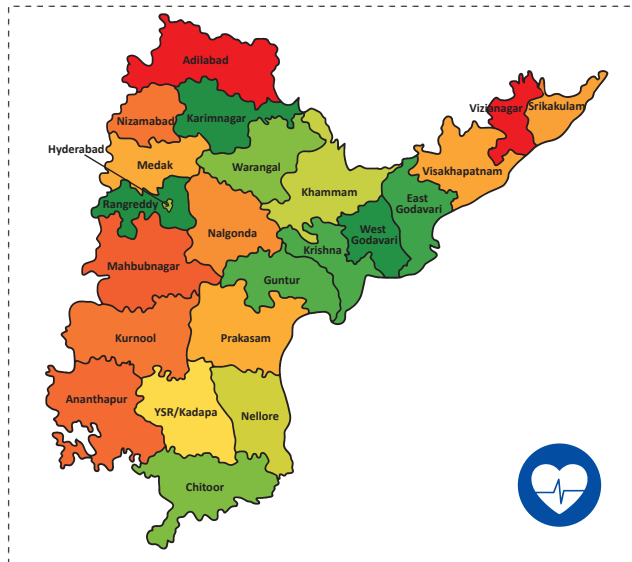 Adilabad
Nizamabad
Karimnagar
Vizianagar
Srikakulam
Hyderabad
Medak
Warangal
Visakhapatnam
Khammam
Rangreddy
East
Godavari
Nalgonda
West
Godavari
Krishna
Mahbubnagar
Guntur
Kurnool
Prakasam
Ananthapur
YSR/Kadapa
Nellore
Chitoor